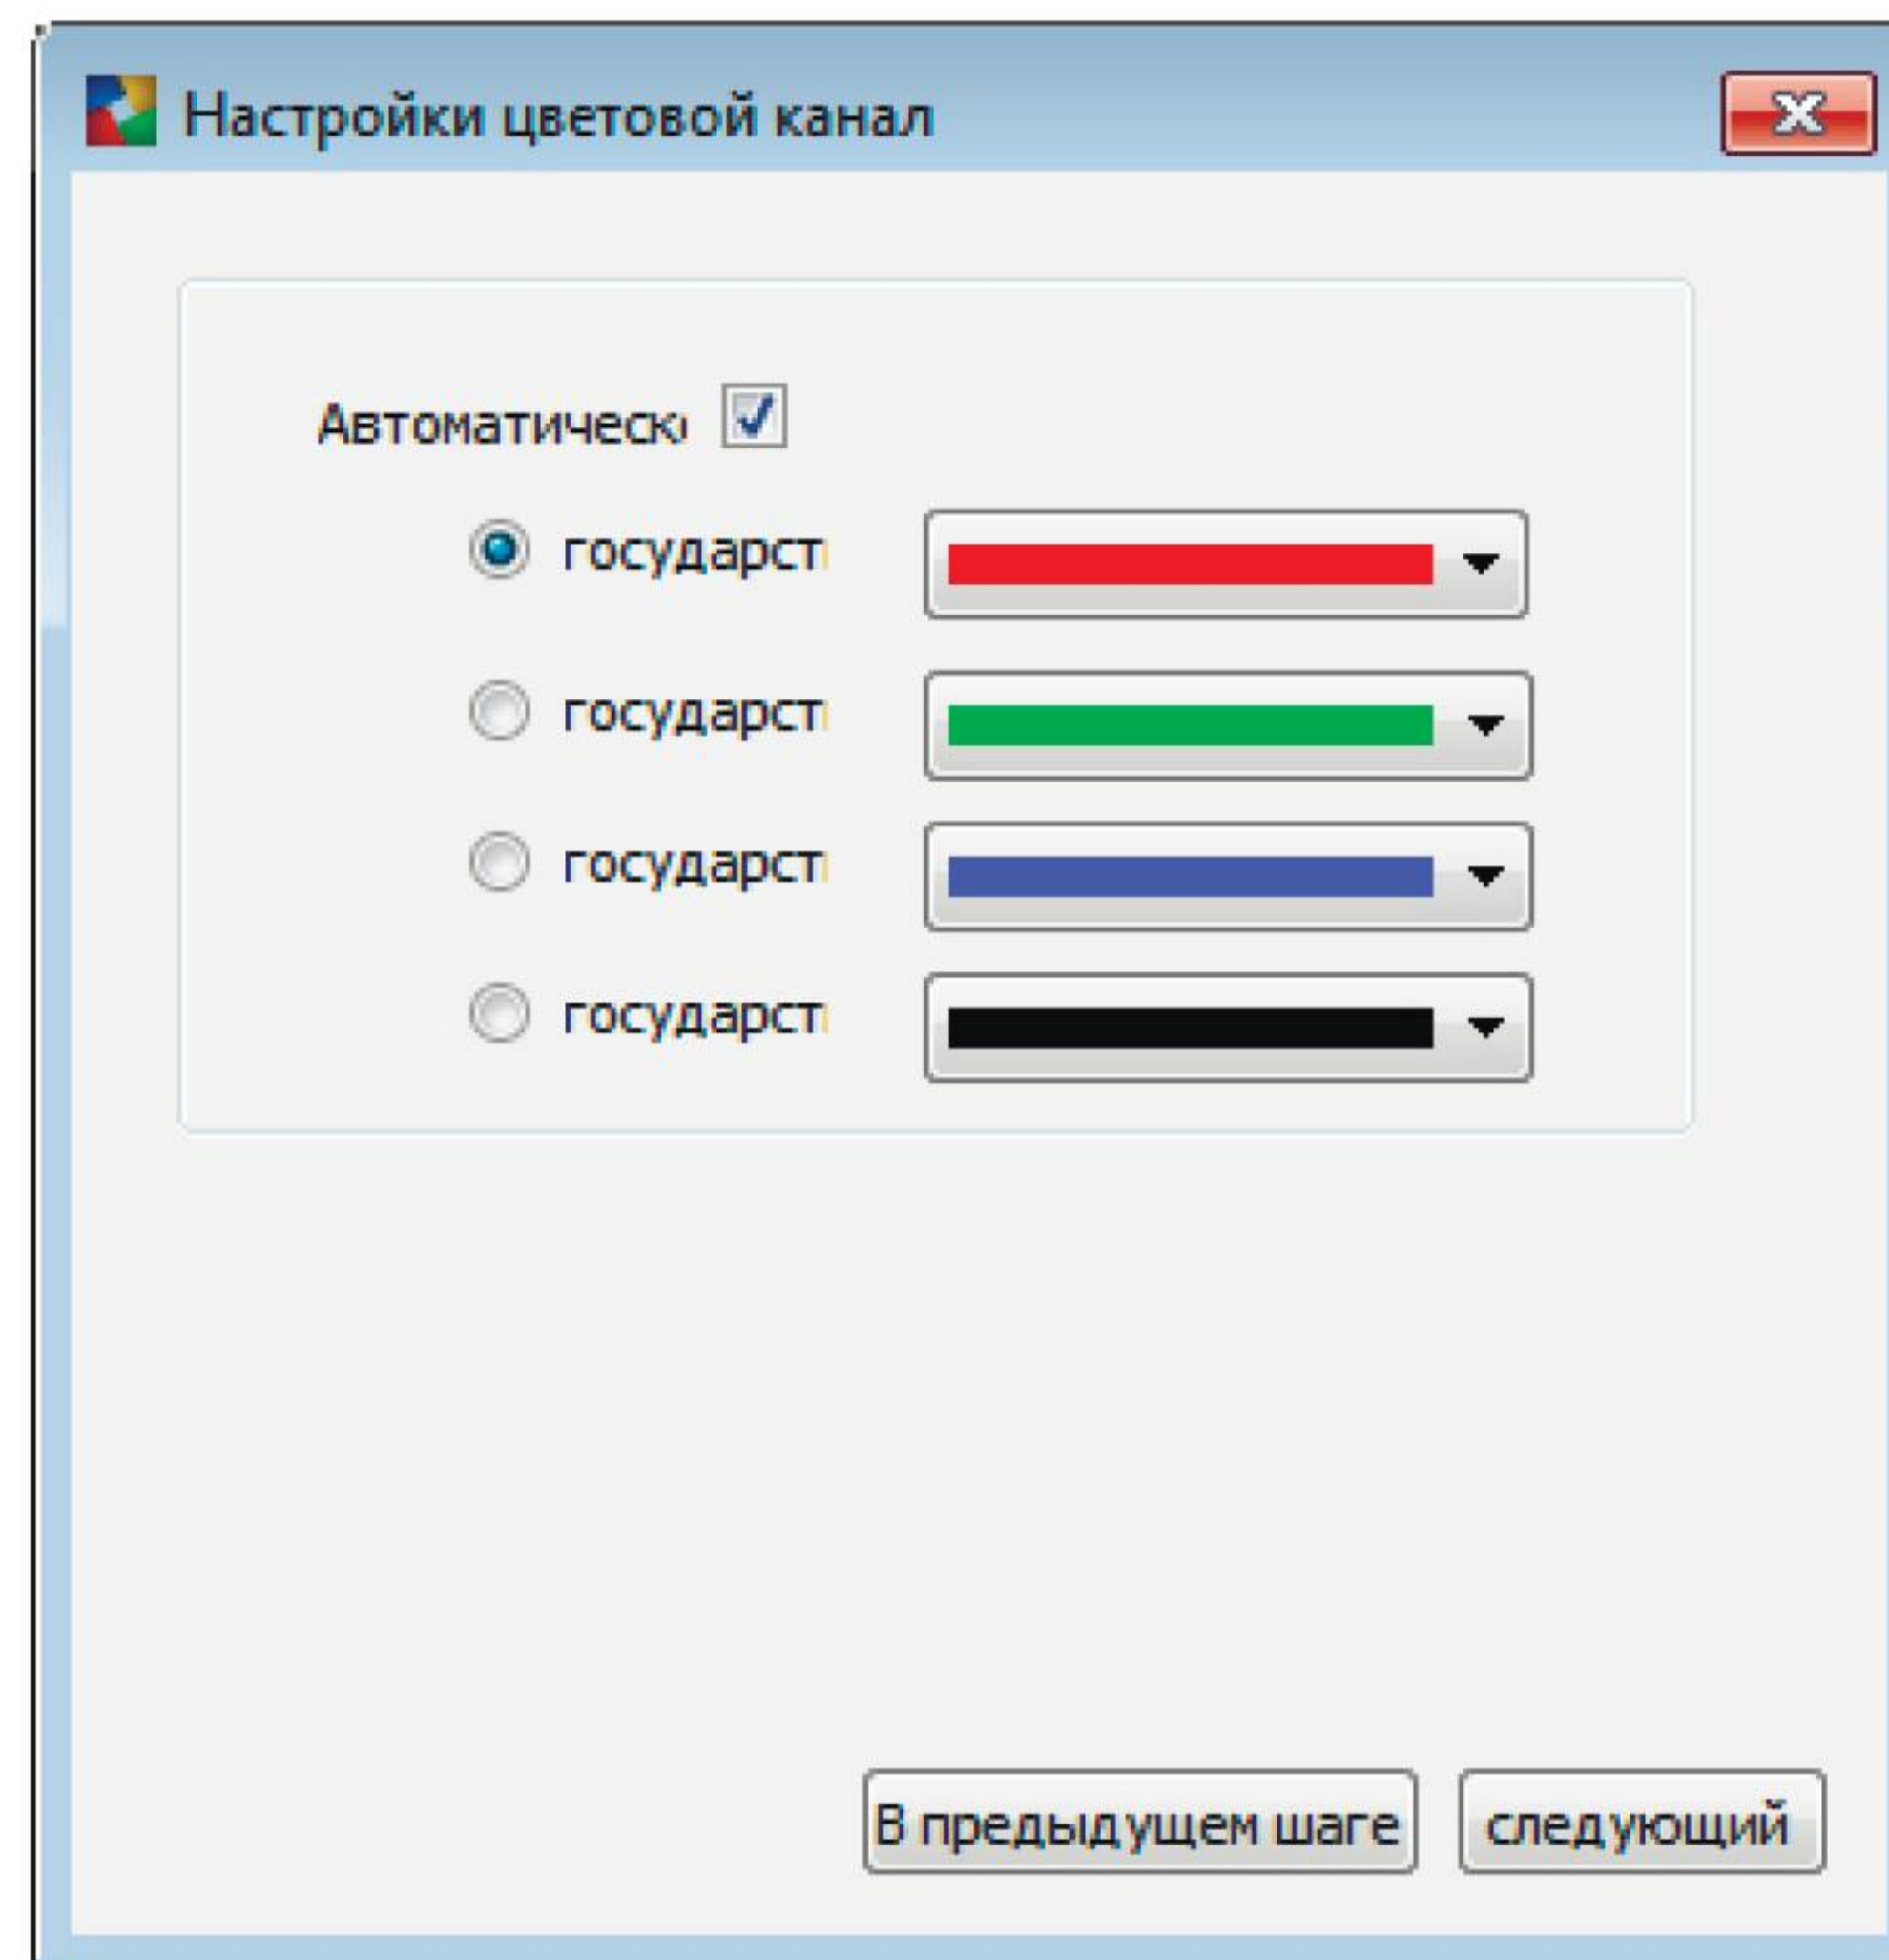 Настройки цветовой канал
Автоматическ
государст
государст
государст
государст
В предыдущем шаге
следующий